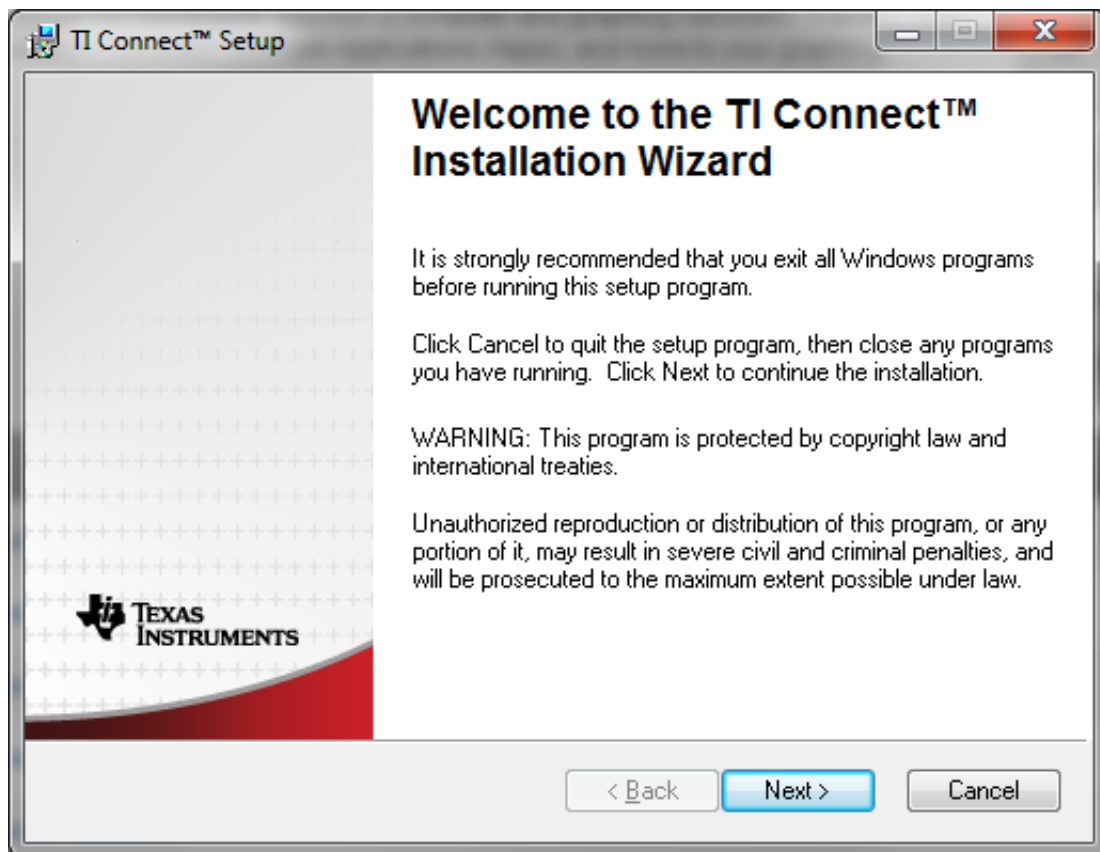 TI Connect™ Setup
Welcome to the TI Connect™
Installation Wizard
It is strongly recommended that you exit all Windows programs
before running this setup program.
Click Cancel to quit the setup program, then close any programs
you have running. Click Next to continue the installation.
WARNING: This program is protected by copyright law and
international treaties.
Unauthorized reproduction or distribution of this program, or any
portion of it, may result in severe civil and criminal penalties, and
will be prosecuted to the maximum extent possible under law.
TEXAS
INSTRUMENTS
< Back
Next >
Cancel